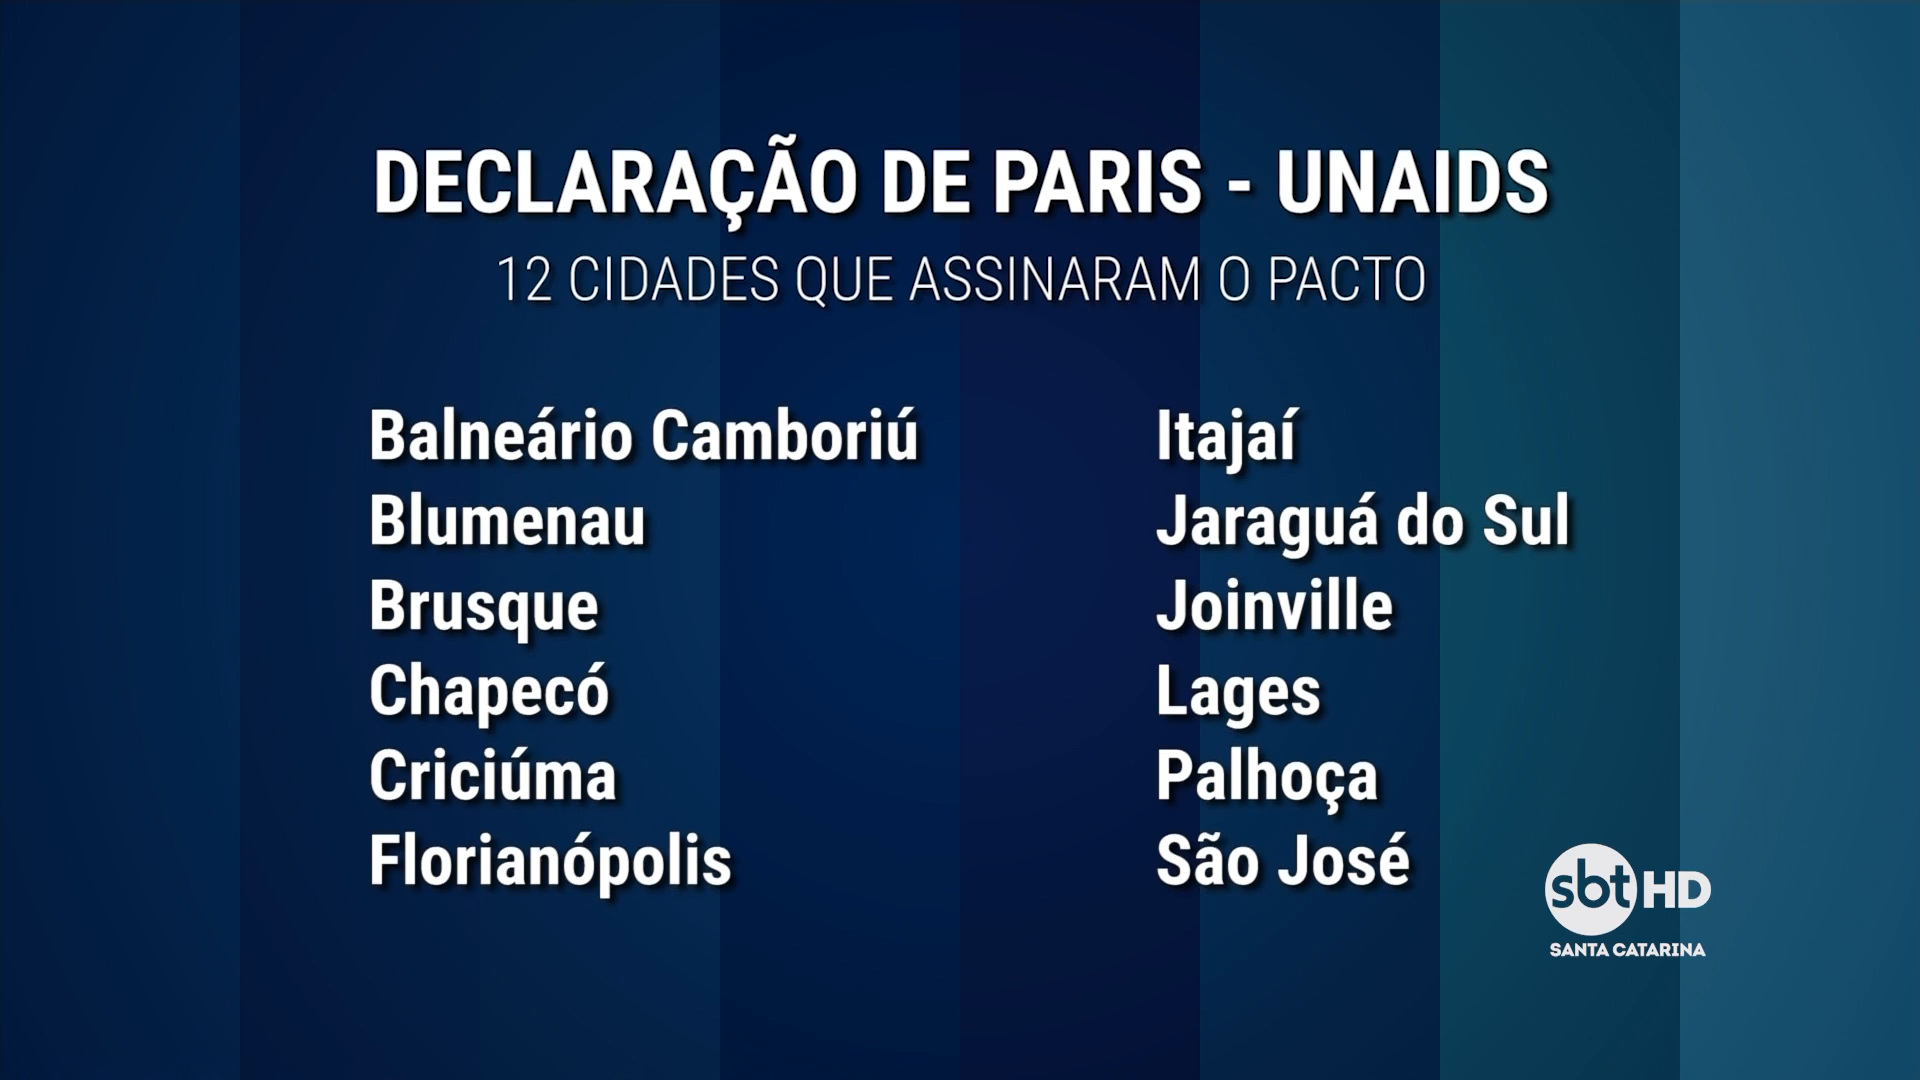 DECLARAÇÃO DE PARIS - UNAIDS
12 CIDADES QUE ASSINARAM O PACTO
Balneário Camboriú
Blumenau
Brusque
Chapecó
Criciúma
Florianópolis
Itajaí
Jaraguá do Sul
Joinville
Lages
Palhoça
São José
sbt HD
SANTA CATARINA